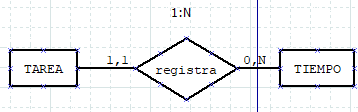 1:N
1,1 0,N
TAREA registra TIEMPO